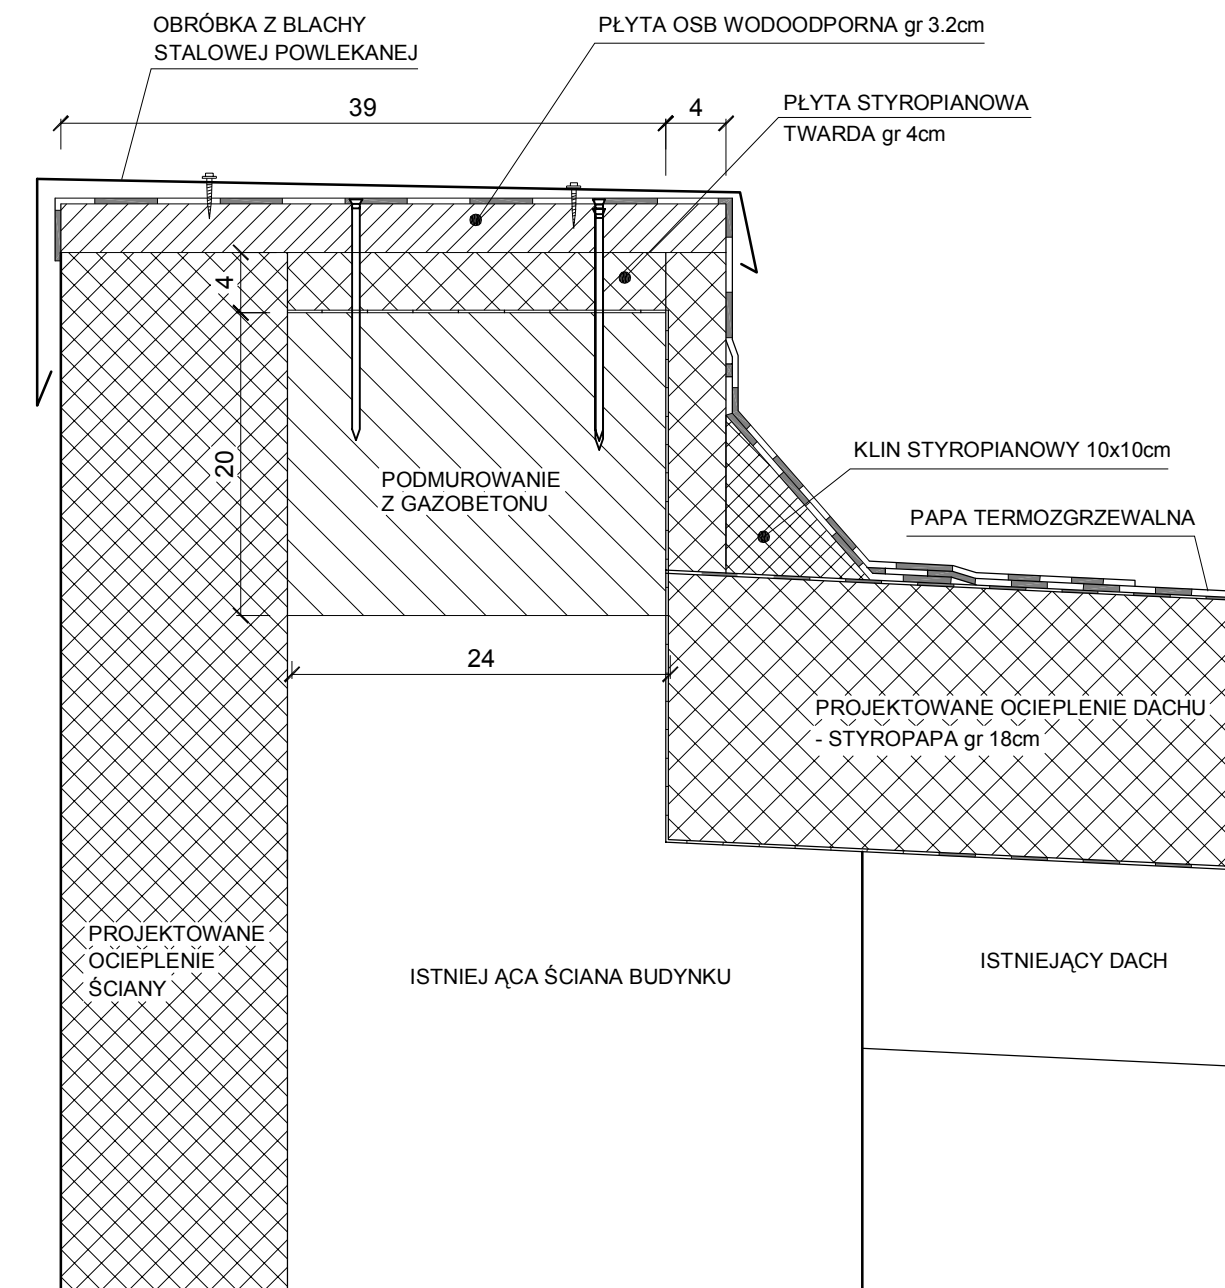 OBRÓBKA Z BLACHY
STALOWEJ POWLEKANEJ
PŁYTA OSB WODOODPORNA gr 3.2cm
39
4
PŁYTA STYROPIANOWA
TWARDA gr 4cm
4
20
PODMUROWANIE
Z GAZOBETONU
KLIN STYROPIANOWY 10x10cm
PAPA TERMOZGRZEWALNA
24
PROJEKTOWANE OCIEPLENIE DACHU
- STYROPAPA gr 18cm
PROJEKTOWANE
OCIEPLENIE
ŚCIANY
ISTNIEJ ĄCA ŚCIANA BUDYNKU
ISTNIEJĄCY DACH